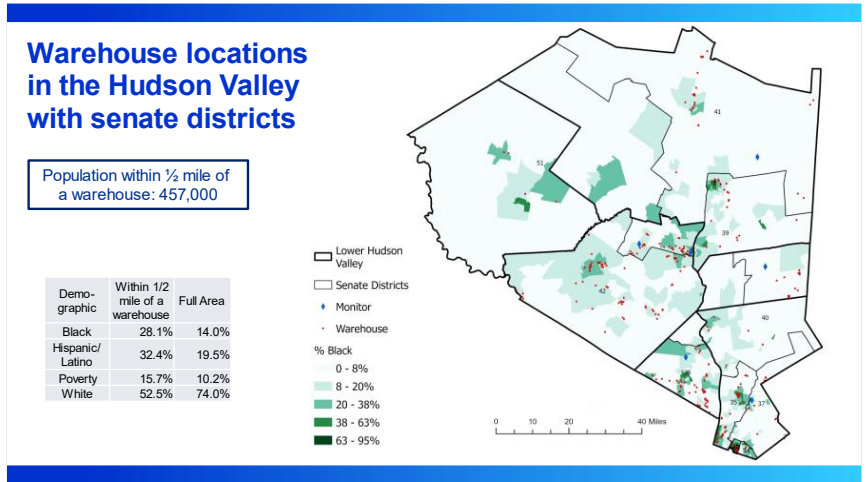 Warehouse locations
in the Hudson Valley
with senate districts
Population within ½ mile of
a warehouse: 457,000
Demo-
graphic
Within 1/2
mile of a
warehouse
Full Area
Black 28.1% 14.0%
Hispanic/
Latino 32.4% 19.5%
Poverty 15.7% 10.2%
White 52.5% 74.0%
Lower Hudson
Valley
Senate Districts
Monitor
Warehouse
% Black
0 - 8%
8 - 20%
20 - 38%
38 - 63%
63 - 95%
41
51
39
42
40
35
37
0 10 20 40 Miles